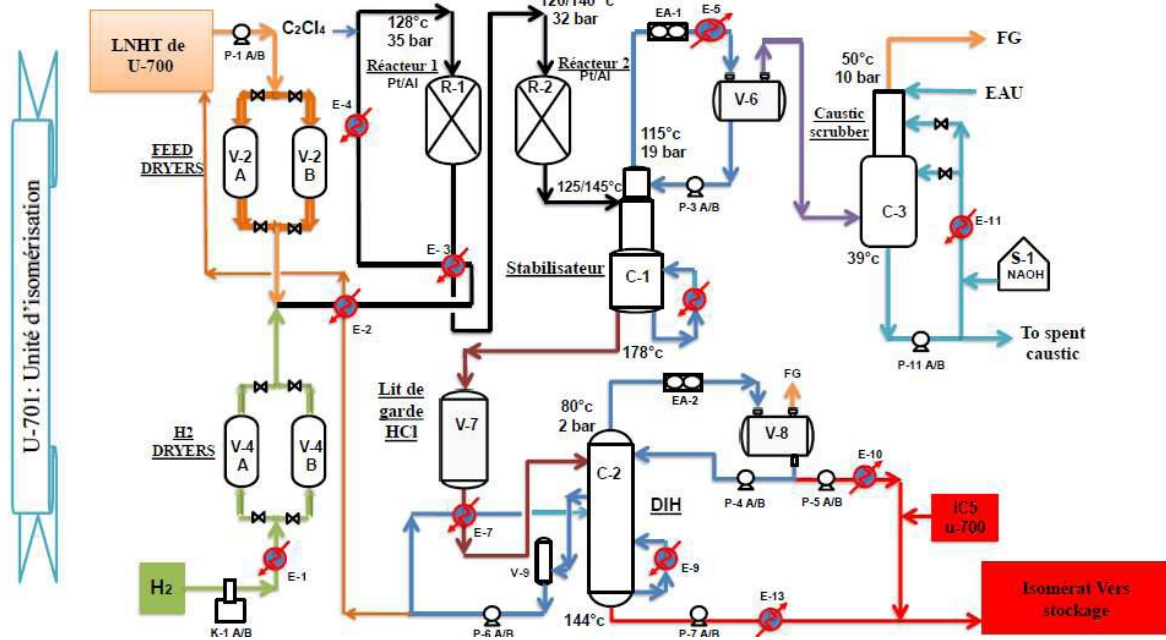 U-701: Unité d'isomérisation
LNHT de
U-700
P-1 A/B
C2Cl4
128°c
35 bar
Réacteur 1
Pt/Al
R-1
120/140°c
32 bar
Réacteur 2
Pt/Al
R-2
EA-1
E-5
V-6
50°c
10 bar
FG
EAU
Caustic
scrubber
E-4
FEED
DRYERS
V-2
A
V-2
B
115°c
19 bar
125/145°c
P-3 A/B
C-3
E-11
39°c
S-1
NAOH
E- 3
Stabilisateur
C-1
E-2
178°c
P-11 A/B
To spent
caustic
Lit de
garde
HCl
V-7
H2
DRYERS
V-4
A
V-4
B
80°c
2 bar
EA-2
FG
V-8
C-2
DIH
P-4 A/B
P-5 A/B
E-10
iC5
u-700
E-7
V-9
E-9
E-1
H2
K-1 A/B
P-6 A/B
144°c
P-7 A/B
E-13
Isomérat Vers
stockage